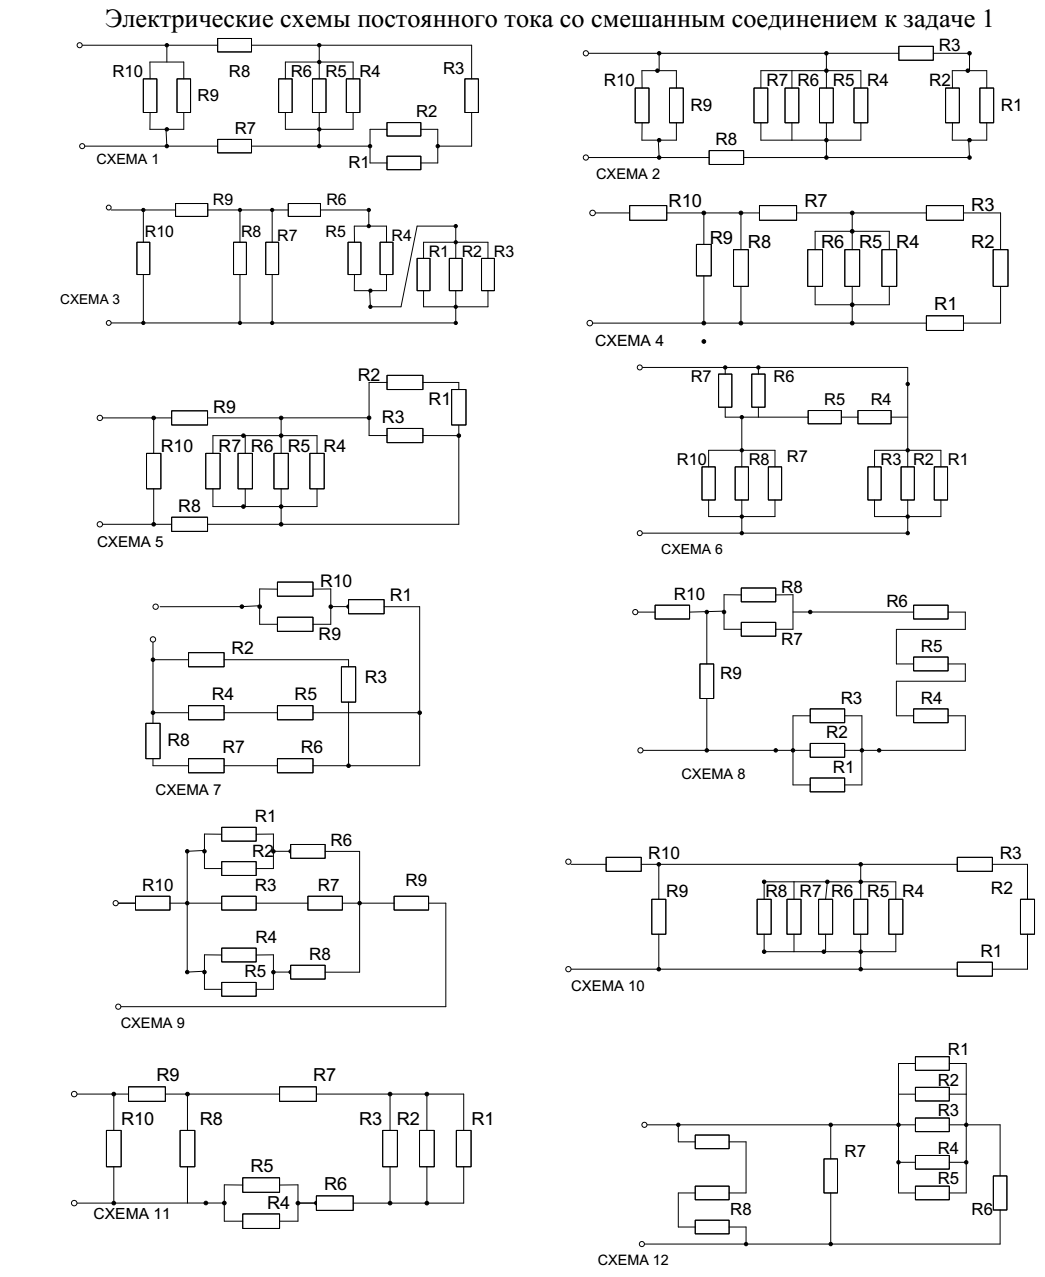 Электрические схемы постоянного тока со смешанным соединением к задаче 1
R10 R9 R8 R7 R6 R5 R4 R3 R2 R1
СХЕМА 1
R10 R9 R8 R7 R6 R5 R4 R3 R2 R1
СХЕМА 2
R9 R6 R10 R8 R7 R5 R4 R1 R2 R3
СХЕМА 3
R10 R7 R3 R9 R8 R6 R5 R4 R2 R1
СХЕМА 4
R2 R1 R9 R3 R10 R7 R6 R5 R4 R8
СХЕМА 5
R7 R6 R5 R4 R10 R8 R7 R3 R2 R1
СХЕМА 6
R10 R1 R9 R2 R3 R4 R5 R8 R7 R6
СХЕМА 7
R10 R8 R6 R7 R5 R9 R4 R3 R2 R1
СХЕМА 8
R1 R6 R2 R10 R3 R7 R9 R4 R5 R8
СХЕМА 9
R10 R3 R9 R8 R7 R6 R5 R4 R2 R1
СХЕМА 10
R9 R7 R10 R8 R3 R2 R1 R5 R4 R6
СХЕМА 11
R1 R2 R3 R7 R4 R5 R8 R6
СХЕМА 12